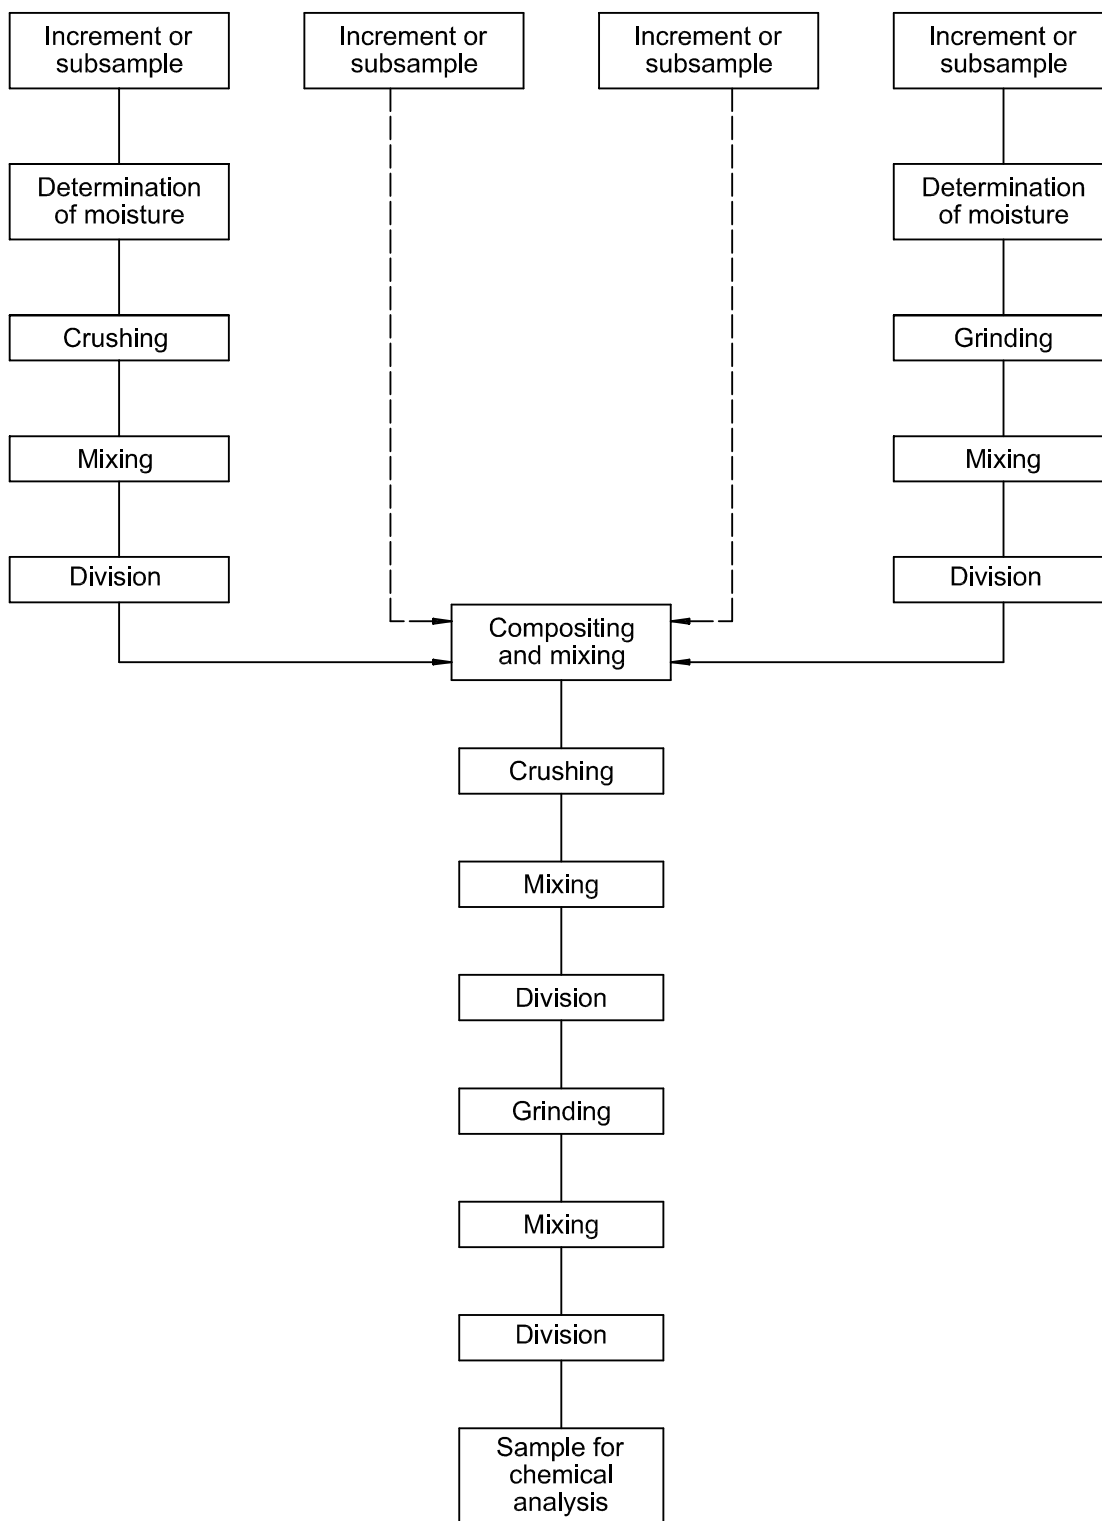 Increment or
subsample
Increment or
subsample
Increment or
subsample
Increment or
subsample
Determination
of moisture
Determination
of moisture
Crushing
Grinding
Mixing
Mixing
Division
Division
Compositing
and mixing
Crushing
Mixing
Division
Grinding
Mixing
Division
Sample for
chemical
analysis